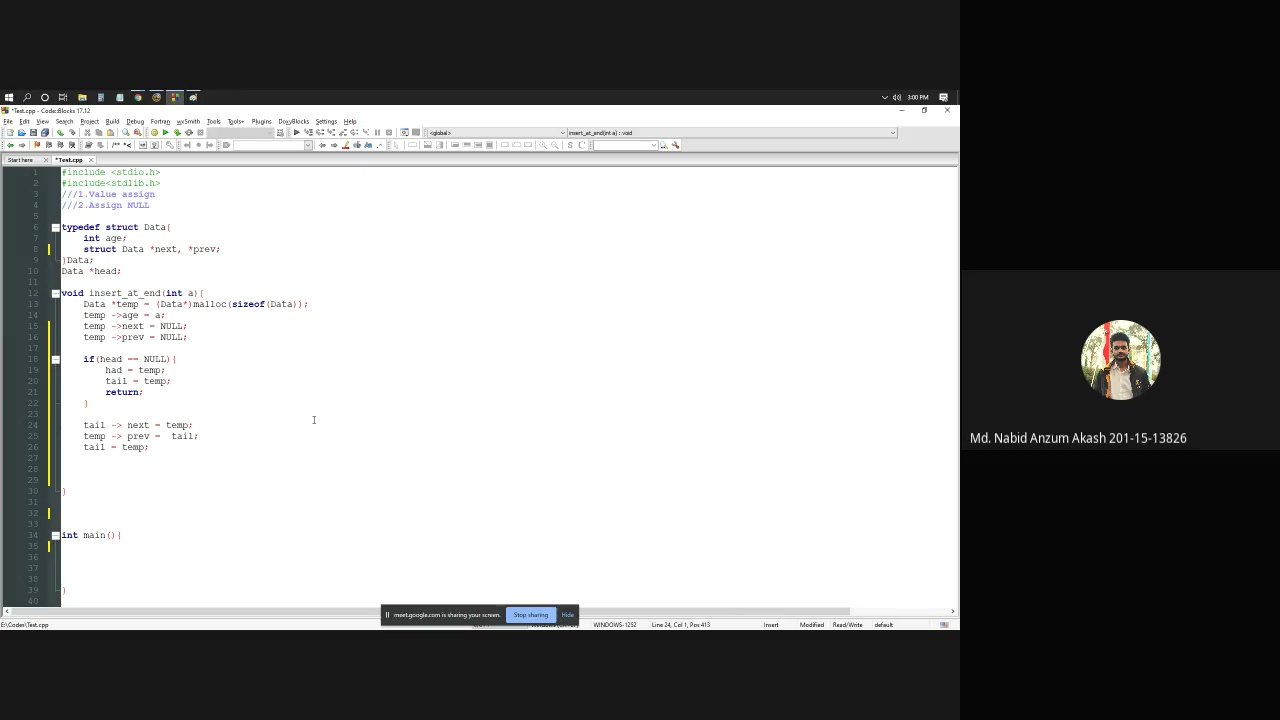 3:00 PM
*Test.cpp - Code::Blocks 17.12
File Edit View Search Project Build Debug Fortran wxSmith Tools Tools+ Plugins DoxyBlocks Settings Help
<global> insert_at_end(int a) : void
Start here *Test.cpp
1 #include <stdio.h>
2 #include<stdlib.h>
3 ///1.Value assign
4 ///2.Assign NULL
5
6 typedef struct Data{
7 int age;
8 struct Data *next, *prev;
9 }Data;
10 Data *head;
11
12 void insert_at_end(int a){
13 Data *temp = (Data*)malloc(sizeof(Data));
14 temp ->age = a;
15 temp ->next = NULL;
16 temp ->prev = NULL;
17
18 if(head == NULL){
19 had = temp;
20 tail = temp;
21 return;
22 }
23
24 tail -> next = temp;
25 temp -> prev =  tail;
26 tail = temp;
27
28
29
30 }
31
32
33
34 int main(){
35
36
37
38
39 }
40
meet.google.com is sharing your screen. Stop sharing Hide
E:\Codes\Test.cpp WINDOWS-1252 Line 24, Col 1, Pos 413 Insert Modified Read/Write default
Md. Nabid Anzum Akash 201-15-13826